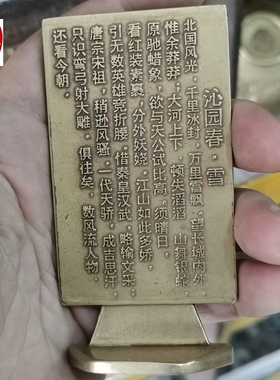 沁园春·雪
北国风光，千里冰封，万里雪飘，望长城内外，
惟余莽莽，大河上下，顿失滔滔。山舞银蛇，
原驰蜡象，欲与天公试比高。须晴日，
看红装素裹，分外妖娆。江山如此多娇，
引无数英雄竞折腰。惜秦皇汉武，略输文采，
唐宗宋祖，稍逊风骚。一代天骄，成吉思汗，
只识弯弓射大雕。俱往矣，数风流人物，
还看今朝。